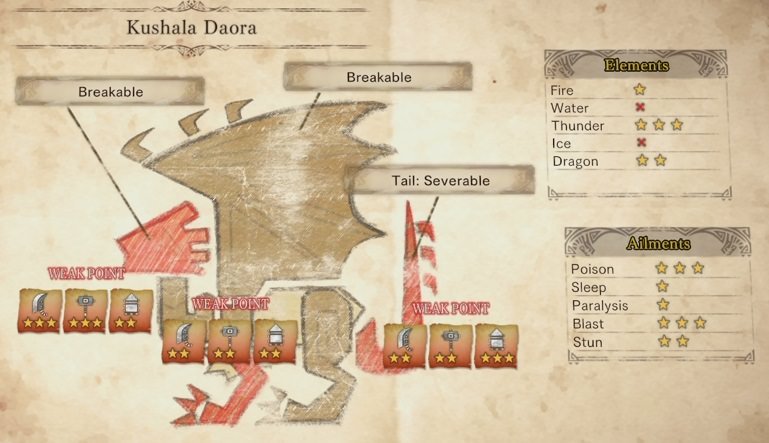 Kushala Daora
Breakable
Breakable
Tail: Severable
WEAK POINT
WEAK POINT
WEAK POINT
Elements
Fire
Water
Thunder
Ice
Dragon
Ailments
Poison
Sleep
Paralysis
Blast
Stun